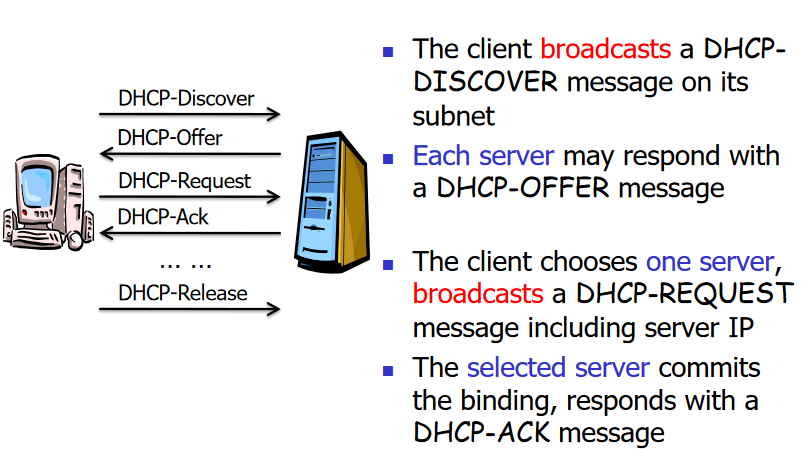 DHCP-Discover
DHCP-Offer
DHCP-Request
DHCP-Ack
... ...
DHCP-Release
The client broadcasts a DHCP-
DISCOVER message on its
subnet
Each server may respond with
a DHCP-OFFER message
The client chooses one server,
broadcasts a DHCP-REQUEST
message including server IP
The selected server commits
the binding, responds with a
DHCP-ACK message